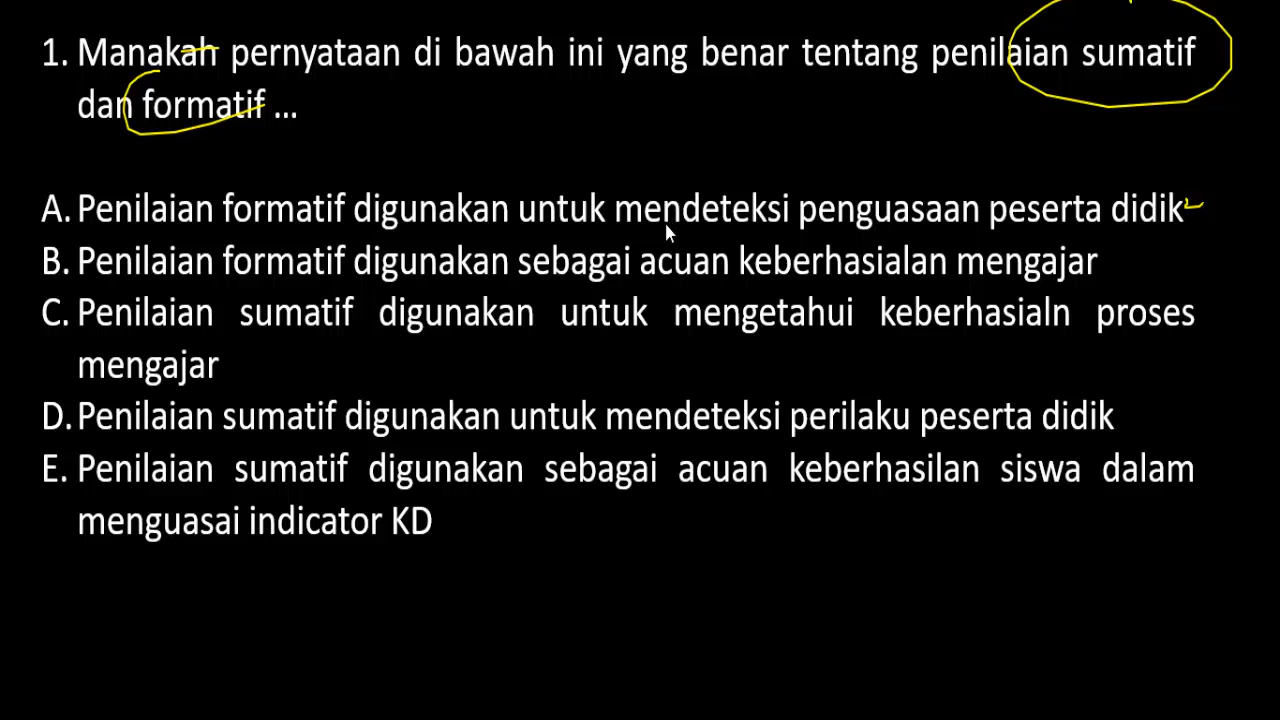 1. Manakah pernyataan di bawah ini yang benar tentang penilaian sumatif
dan formatif ...
A. Penilaian formatif digunakan untuk mendeteksi penguasaan peserta didik
B. Penilaian formatif digunakan sebagai acuan keberhasialan mengajar
C. Penilaian sumatif digunakan untuk mengetahui keberhasialn proses
mengajar
D. Penilaian sumatif digunakan untuk mendeteksi perilaku peserta didik
E. Penilaian sumatif digunakan sebagai acuan keberhasilan siswa dalam
menguasai indicator KD